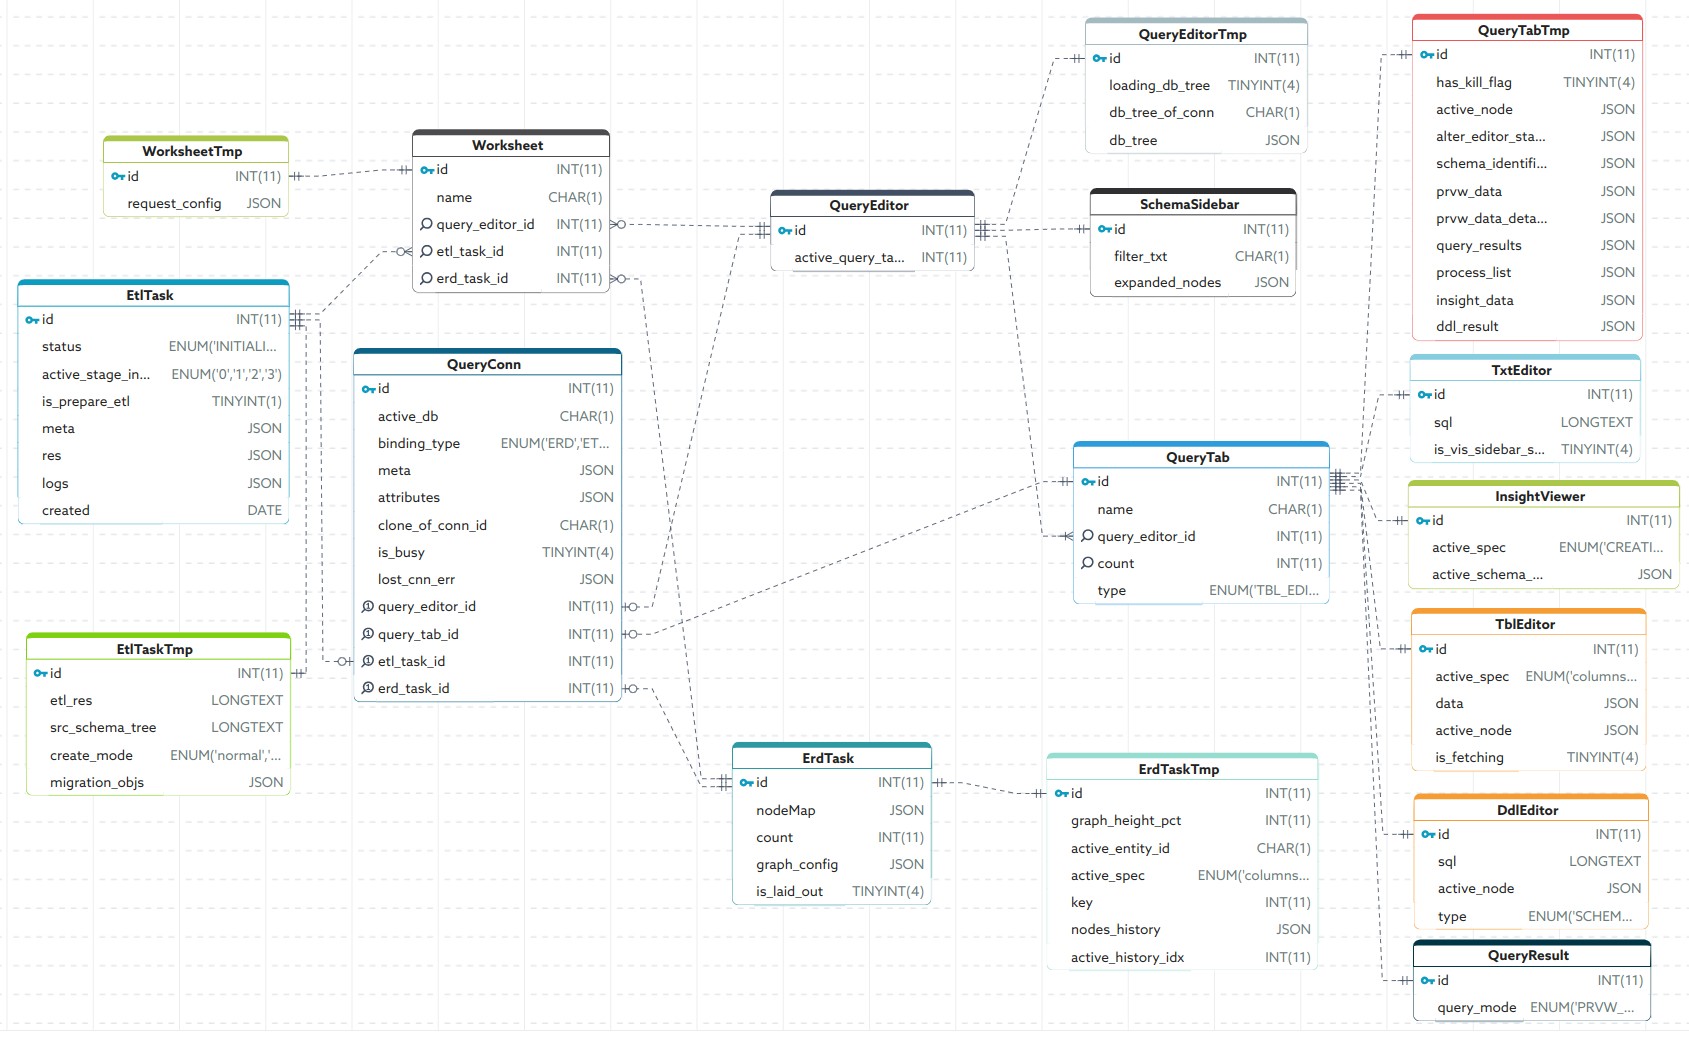 WorksheetTmp
id INT(11)
request_config JSON
Worksheet
id INT(11)
name CHAR(1)
query_editor_id INT(11)
etl_task_id INT(11)
erd_task_id INT(11)
EtlTask
id INT(11)
status ENUM('INITIALI...
active_stage_in... ENUM('0','1','2','3')
is_prepare_etl TINYINT(1)
meta JSON
res JSON
logs JSON
created DATE
EtlTaskTmp
id INT(11)
etl_res LONGTEXT
src_schema_tree LONGTEXT
create_mode ENUM('normal','...
migration_objs JSON
QueryConn
id INT(11)
active_db CHAR(1)
binding_type ENUM('ERD','ET...
meta JSON
attributes JSON
clone_of_conn_id CHAR(1)
is_busy TINYINT(4)
lost_cnn_err JSON
query_editor_id INT(11)
query_tab_id INT(11)
etl_task_id INT(11)
erd_task_id INT(11)
QueryEditor
id INT(11)
active_query_ta... INT(11)
QueryEditorTmp
id INT(11)
loading_db_tree TINYINT(4)
db_tree_of_conn CHAR(1)
db_tree JSON
SchemaSidebar
id INT(11)
filter_txt CHAR(1)
expanded_nodes JSON
QueryTab
id INT(11)
name CHAR(1)
query_editor_id INT(11)
count INT(11)
type ENUM('TBL_EDI...
ErdTask
id INT(11)
nodeMap JSON
count INT(11)
graph_config JSON
is_laid_out TINYINT(4)
ErdTaskTmp
id INT(11)
graph_height_pct INT(11)
active_entity_id CHAR(1)
active_spec ENUM('columns...
key INT(11)
nodes_history JSON
active_history_idx INT(11)
QueryTabTmp
id INT(11)
has_kill_flag TINYINT(4)
active_node JSON
alter_editor_sta... JSON
schema_identifi... JSON
prvw_data JSON
prvw_data_deta... JSON
query_results JSON
process_list JSON
insight_data JSON
ddl_result JSON
TxtEditor
id INT(11)
sql LONGTEXT
is_vis_sidebar_s... TINYINT(4)
InsightViewer
id INT(11)
active_spec ENUM('CREATI...
active_schema_... JSON
TblEditor
id INT(11)
active_spec ENUM('columns...
data JSON
active_node JSON
is_fetching TINYINT(4)
DdlEditor
id INT(11)
sql LONGTEXT
active_node JSON
type ENUM('SCHEM...
QueryResult
id INT(11)
query_mode ENUM('PRVW_...